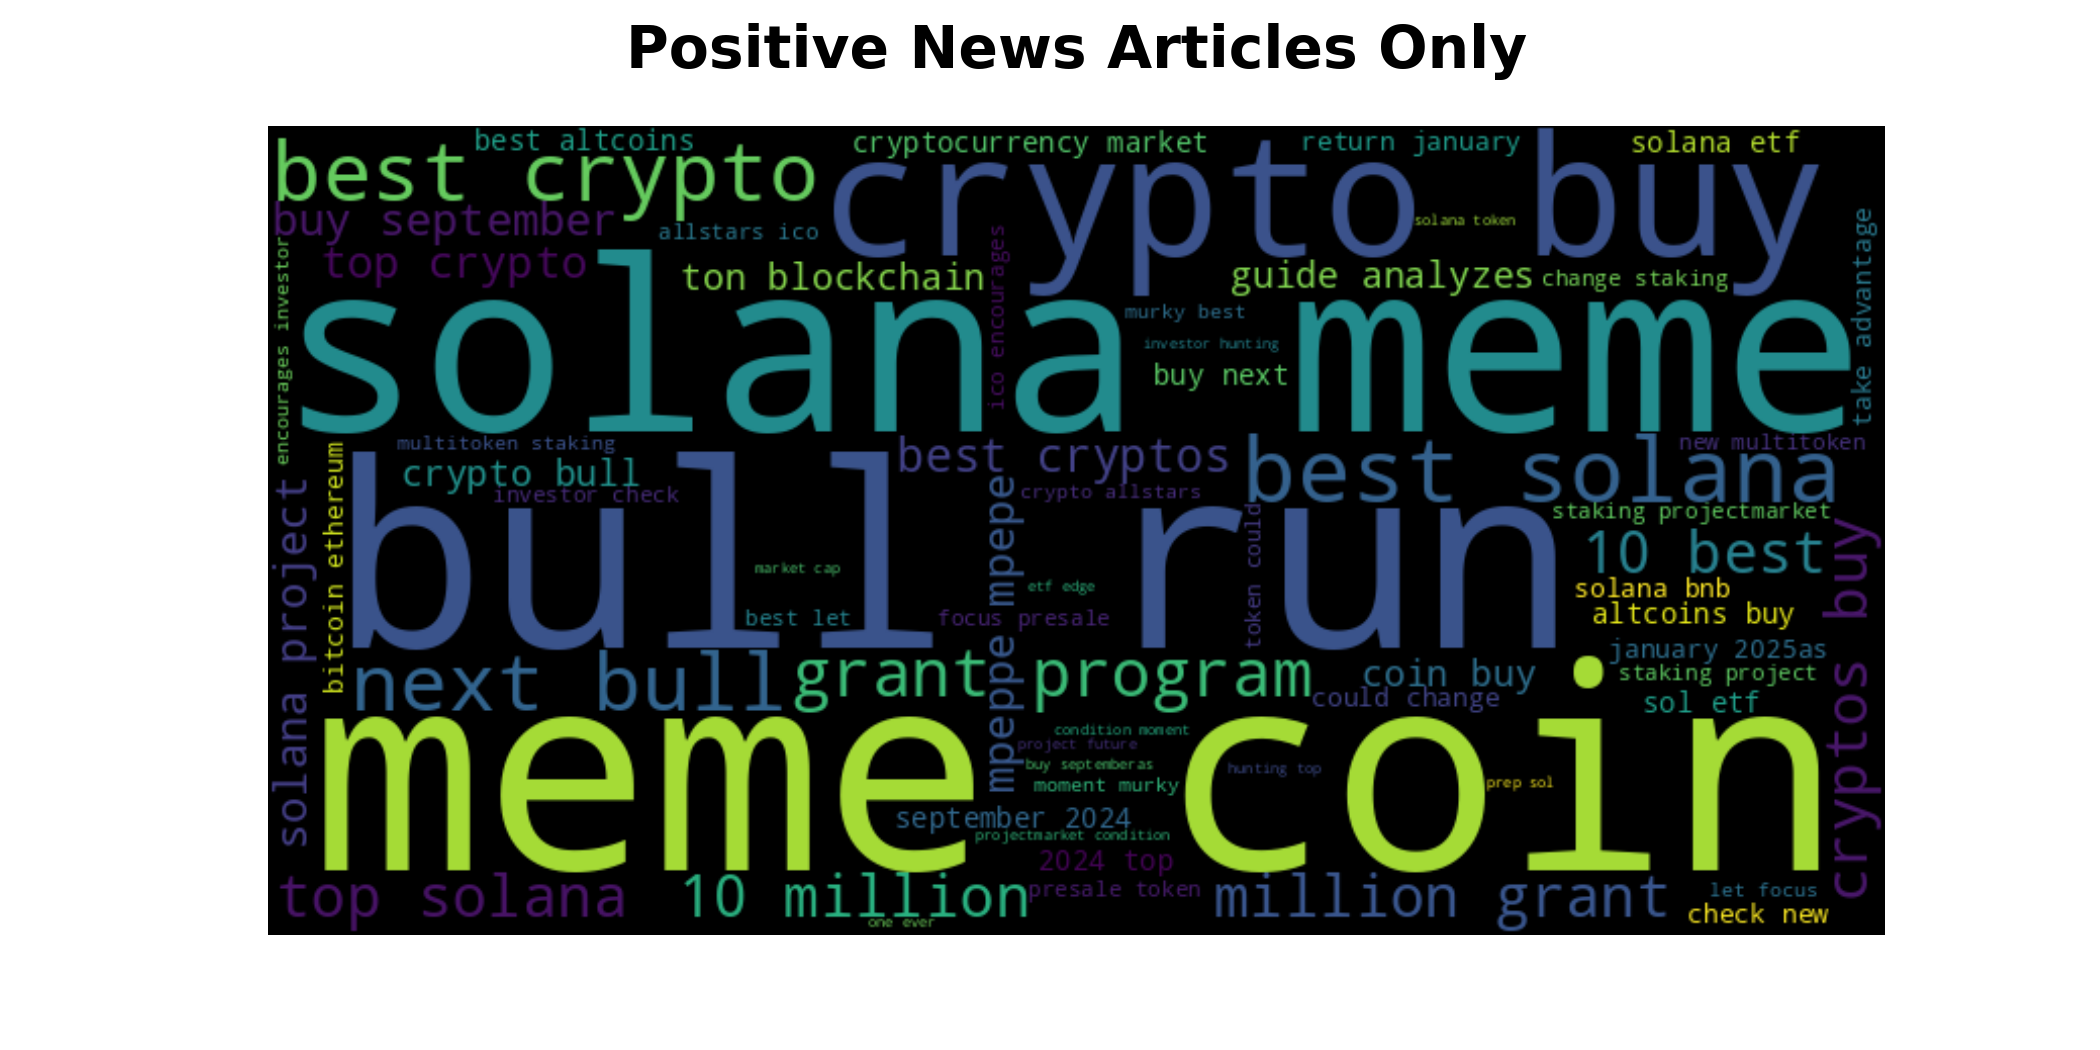 Positive News Articles Only
best altcoins
cryptocurrency market
return january
solana etf
best crypto
crypto buy
buy september
allstars ico
solana token
top crypto
ton blockchain
guide analyzes
change staking
encourages investor
ico encourages
take advantage
solana meme
murky best
investor hunting
buy next
multitoken staking
best cryptos
best solana
new multitoken
crypto bull
investor check
crypto allstars
staking projectmarket
bull run
10 best
solana project
bitcoin ethereum
mpeppe mpepe
token could
cryptos buy
market cap
etf edge
solana bnb
altcoins buy
best let
focus presale
january 2025as
next bull
grant program
coin buy
staking project
could change
sol etf
meme coin
condition moment
project future
buy septemberas
hunting top
moment murky
prep sol
september 2024
projectmarket condition
2024 top
top solana
10 million
presale token
million grant
let focus
check new
one ever